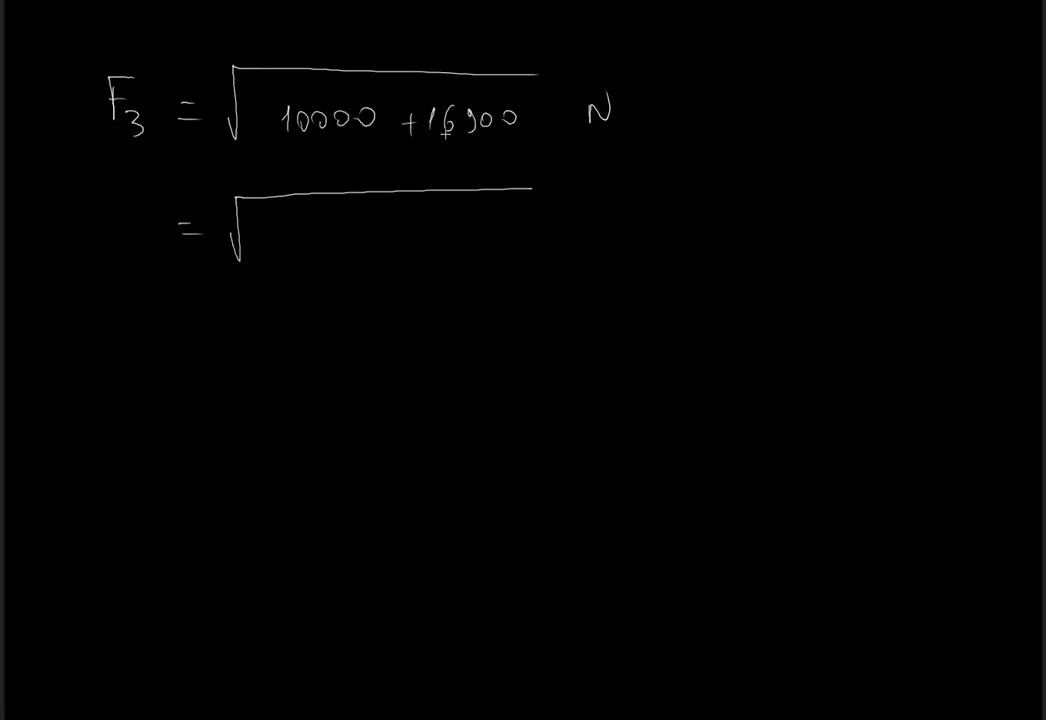 F₃ = √(10000 + 16900) N
= √